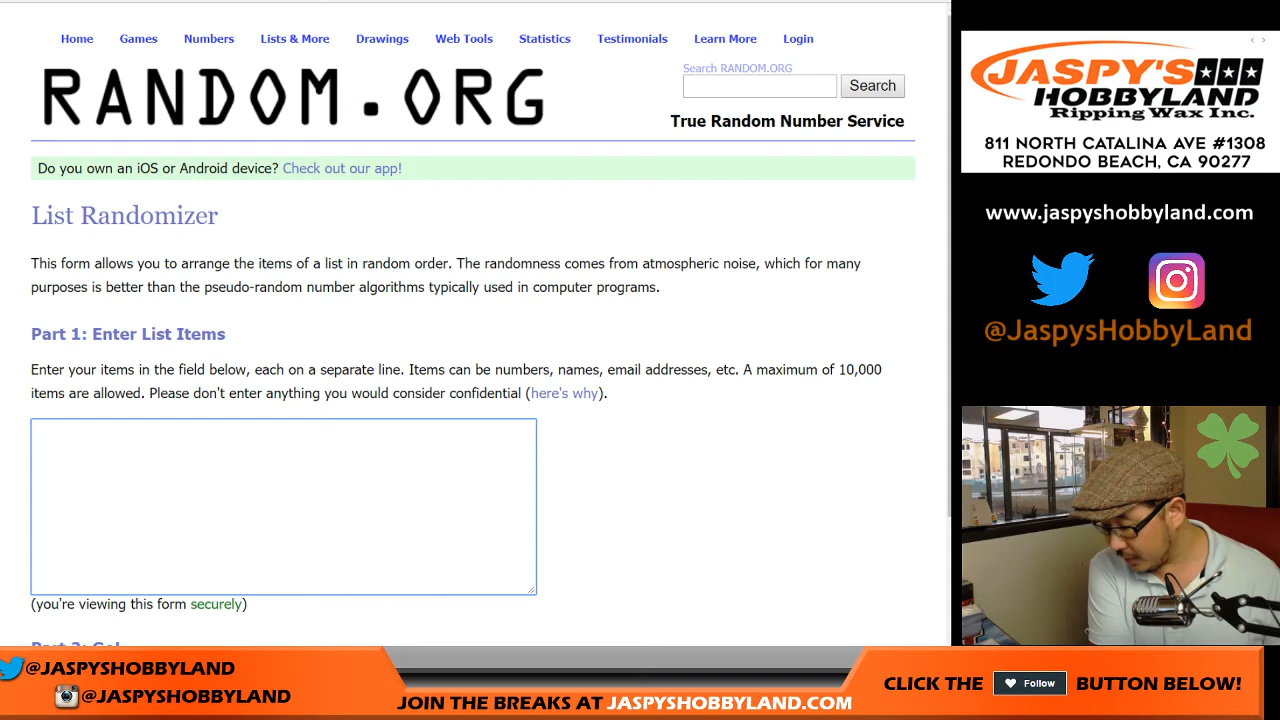 Home Games Numbers Lists & More Drawings Web Tools Statistics Testimonials Learn More Login
RANDOM.ORG
Search RANDOM.ORG
Search
True Random Number Service
Do you own an iOS or Android device? Check out our app!
List Randomizer
This form allows you to arrange the items of a list in random order. The randomness comes from atmospheric noise, which for many
purposes is better than the pseudo-random number algorithms typically used in computer programs.
Part 1: Enter List Items
Enter your items in the field below, each on a separate line. Items can be numbers, names, email addresses, etc. A maximum of 10,000
items are allowed. Please don't enter anything you would consider confidential (here's why).
(you're viewing this form securely)
Part 2: Go!
JASPY'S
HOBBYLAND
Ripping Wax Inc.
811 NORTH CATALINA AVE #1308
REDONDO BEACH, CA 90277
www.jaspyshobbyland.com
@JaspysHobbyLand
@JASPYSHOBBYLAND
@JASPYSHOBBYLAND
JOIN THE BREAKS AT JASPYSHOBBYLAND.COM
CLICK THE Follow BUTTON BELOW!